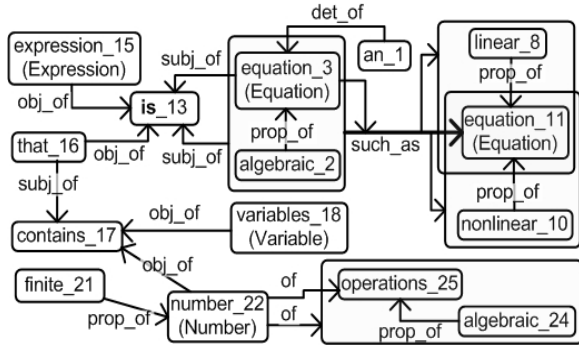 det_of
expression_15
(Expression)
subj_of
equation_3
(Equation)
an_1
linear_8
prop_of
obj_of
is_13
equation_11
(Equation)
that_16
obj_of
subj_of
prop_of
algebraic_2
such_as
subj_of
prop_of
nonlinear_10
contains_17
obj_of
variables_18
(Variable)
obj_of
finite_21
prop_of
number_22
(Number)
of
of
operations_25
prop_of
algebraic_24